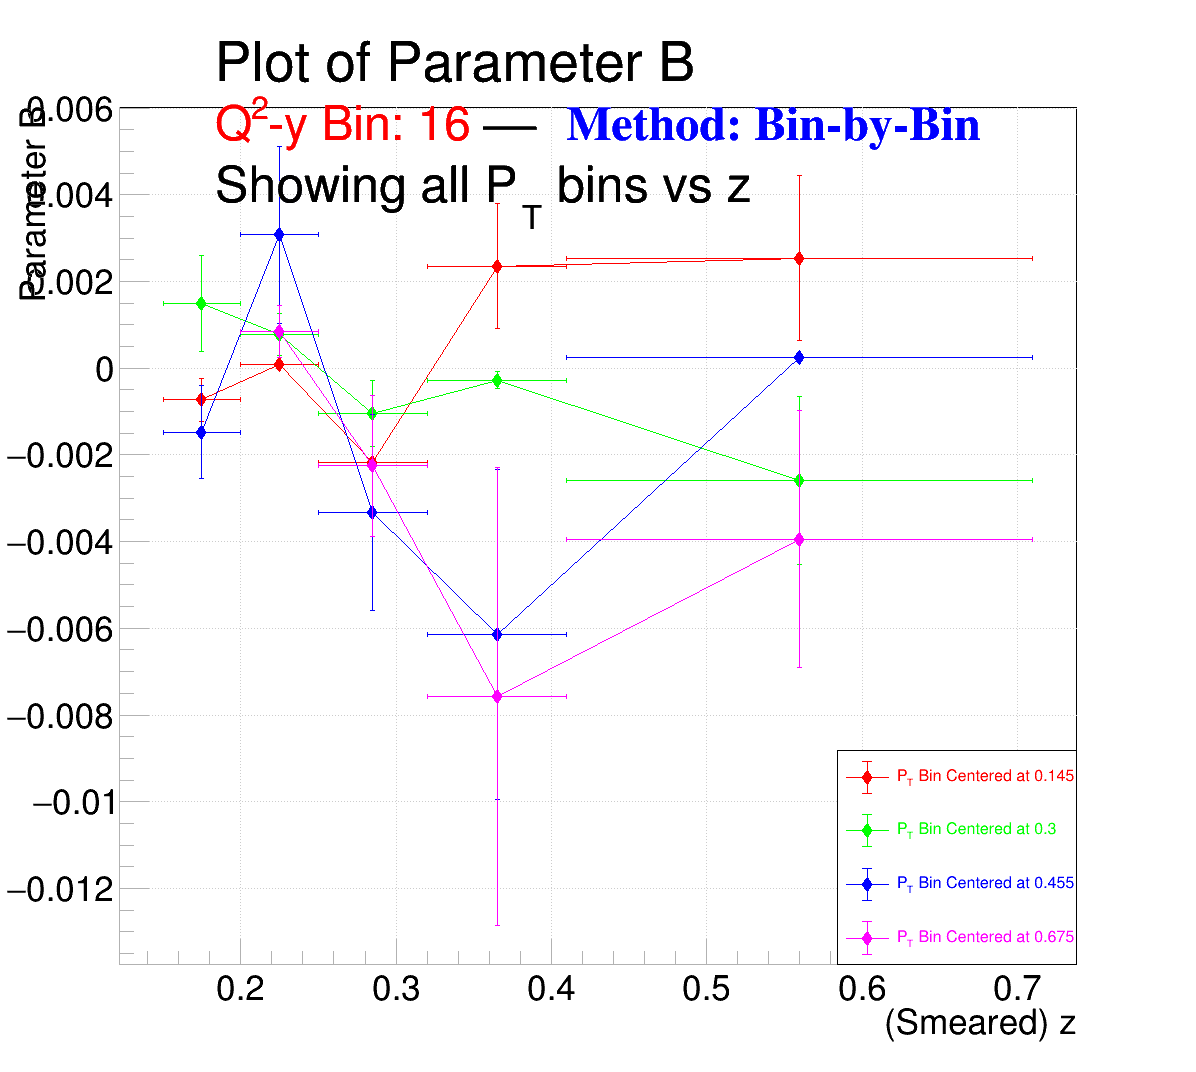 Plot of Parameter B
Q²-y Bin: 16 — Method: Bin-by-Bin
Showing all P_T bins vs z
Parameter B
0.006
0.004
0.002
0
−0.002
−0.004
−0.006
−0.008
−0.01
−0.012
0.2 0.3 0.4 0.5 0.6 0.7
(Smeared) z
P_T Bin Centered at 0.145
P_T Bin Centered at 0.3
P_T Bin Centered at 0.455
P_T Bin Centered at 0.675